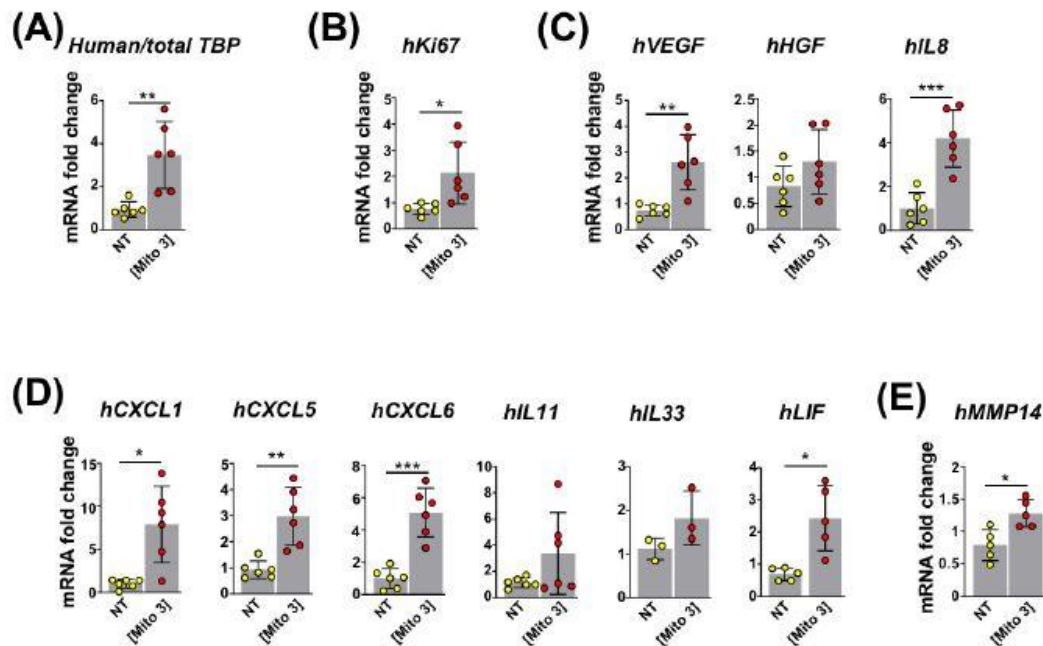 (A)
Human/total TBP
mRNA fold change
6
4
2
0
**
NT
[Mito 3]
(B)
hKi67
mRNA fold change
5
4
3
2
1
0
*
NT
[Mito 3]
(C)
hVEGF
mRNA fold change
5
4
3
2
1
0
**
NT
[Mito 3]
hHGF
2.5
2
1.5
1
0.5
0
NT
[Mito 3]
hIL8
6
4
2
0
***
NT
[Mito 3]
(D)
hCXCL1
mRNA fold change
15
10
5
0
*
NT
[Mito 3]
hCXCL5
5
4
3
2
1
0
**
NT
[Mito 3]
hCXCL6
8
6
4
2
0
***
NT
[Mito 3]
hIL11
10
8
6
4
2
0
NT
[Mito 3]
hIL33
3
2
1
0
NT
[Mito 3]
hLIF
4
3
2
1
0
*
NT
[Mito 3]
(E)
hMMP14
mRNA fold change
2
1.5
1
0.5
0
*
NT
[Mito 3]